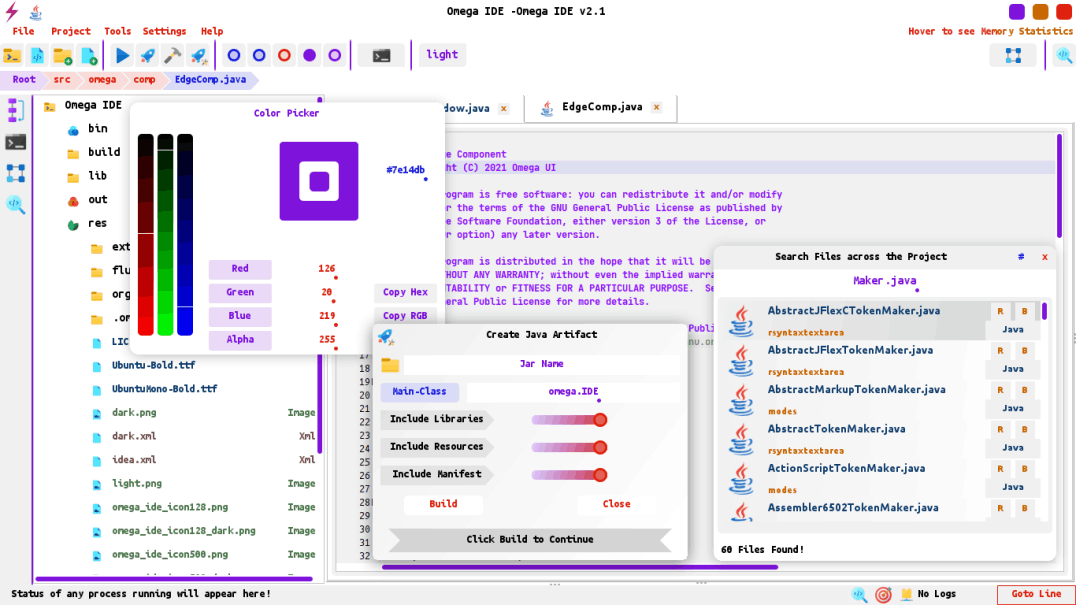 Omega IDE -Omega IDE v2.1
File Project Tools Settings Help
Hover to see Memory Statistics
light
Root src omega comp EdgeComp.java
Omega IDE
bin
build
lib
out
res
ext
flu
org
.o
LIC
Ubuntu-Bold.ttf
UbuntuMono-Bold.ttf
dark.png Image
dark.xml Xml
idea.xml Xml
light.png Image
omega_ide_icon128.png Image
omega_ide_icon128_dark.png Image
omega_ide_icon500.png Image
Color Picker
#7e14db
Red 126
Green 20
Blue 219
Alpha 255
Copy Hex
Copy RGB
dow.java x
EdgeComp.java x
e Component
ht (C) 2021 Omega UI
rogram is free software: you can redistribute it and/or modify
r the terms of the GNU General Public License as published by
e Software Foundation, either version 3 of the License, or
r option) any later version.
rogram is distributed in the hope that it will be
THOUT ANY WARRANTY; without even the implied warra
TABILITY or FITNESS FOR A PARTICULAR PURPOSE. Se
eral Public License for more details.
Publi
nu.or
17
18
19
20
21
22
23
24
25
26
27
28
29
30
31
32
Create Java Artifact
Jar Name
Main-Class omega.IDE
Include Libraries
Include Resources
Include Manifest
Build Close
Click Build to Continue
Search Files across the Project # x
Maker.java
AbstractJFlexCTokenMaker.java R B
rsyntaxtextarea Java
AbstractJFlexTokenMaker.java R B
rsyntaxtextarea Java
AbstractMarkupTokenMaker.java R B
modes Java
AbstractTokenMaker.java R B
rsyntaxtextarea Java
ActionScriptTokenMaker.java R B
modes Java
Assembler6502TokenMaker.java R B
60 Files Found!
Status of any process running will appear here!
No Logs
Goto Line